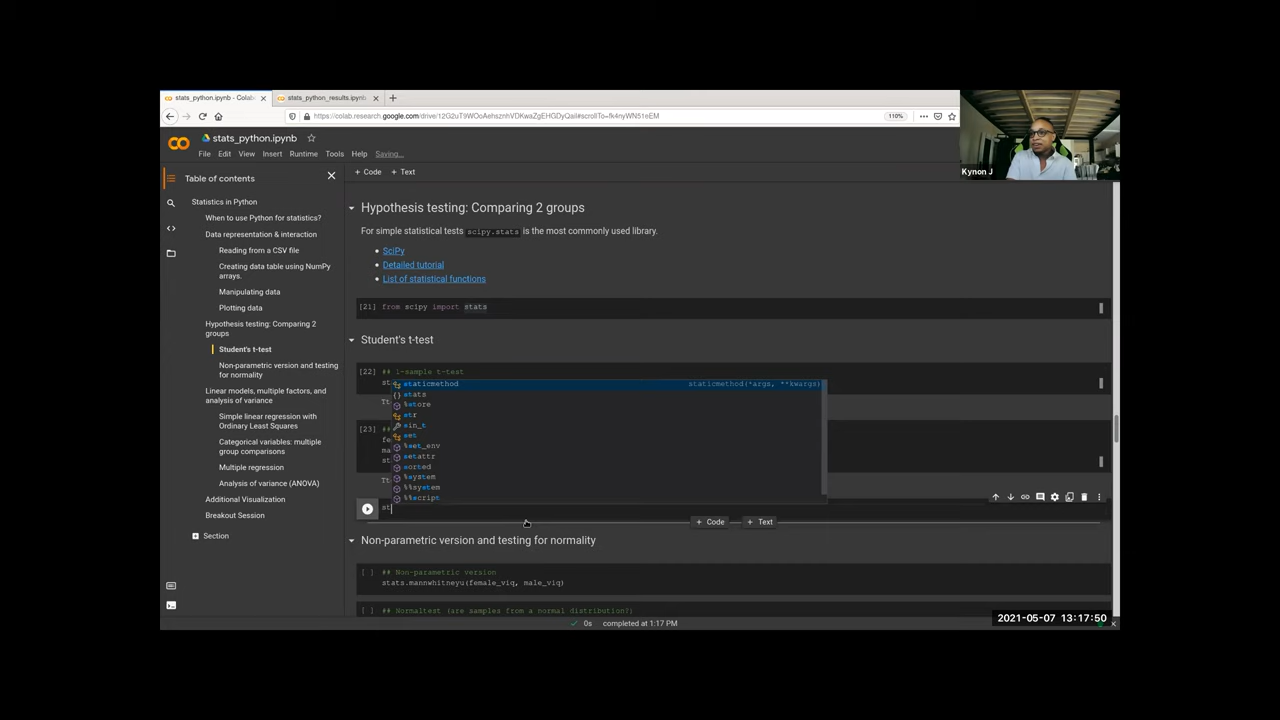 stats_python.ipynb - Colab
stats_python_results.ipynb
110%
stats_python.ipynb
File Edit View Insert Runtime Tools Help Saving...
Kynon J
Table of contents
Statistics in Python
When to use Python for statistics?
Data representation & interaction
Reading from a CSV file
Creating data table using NumPy
arrays.
Manipulating data
Plotting data
Hypothesis testing: Comparing 2
groups
Student's t-test
Non-parametric version and testing
for normality
Linear models, multiple factors, and
analysis of variance
Simple linear regression with
Ordinary Least Squares
Categorical variables: multiple
group comparisons
Multiple regression
Analysis of variance (ANOVA)
Additional Visualization
Breakout Session
Section
+ Code + Text
Hypothesis testing: Comparing 2 groups
For simple statistical tests scipy.stats is the most commonly used library.
SciPy
Detailed tutorial
List of statistical functions
[21] from scipy import stats
Student's t-test
[22] ## 1-sample t-test
st
staticmethod staticmethod(*args, **kwargs)
{} stats
%store
str
sin_t
set
%set_env
setattr
sorted
%system
%%system
%%script
Tt
[23] ##
fe
ma
st
Tt
st
+ Code + Text
Non-parametric version and testing for normality
[ ] ## Non-parametric version
stats.mannwhitneyu(female_viq, male_viq)
[ ] ## Normaltest (are samples from a normal distribution?)
0s completed at 1:17 PM
2021-05-07 13:17:50